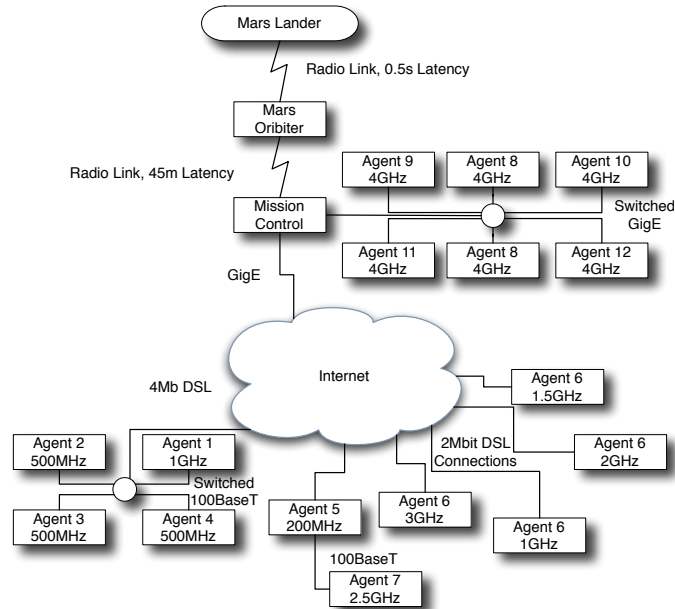 Mars Lander
Radio Link, 0.5s Latency
Mars
Oribiter
Radio Link, 45m Latency
Mission
Control
Agent 9
4GHz
Agent 8
4GHz
Agent 10
4GHz
Switched
GigE
Agent 11
4GHz
Agent 8
4GHz
Agent 12
4GHz
GigE
Internet
4Mb DSL
Agent 6
1.5GHz
2Mbit DSL
Connections
Agent 6
2GHz
Agent 2
500MHz
Agent 1
1GHz
Switched
100BaseT
Agent 3
500MHz
Agent 4
500MHz
Agent 5
200MHz
Agent 6
3GHz
Agent 6
1GHz
100BaseT
Agent 7
2.5GHz